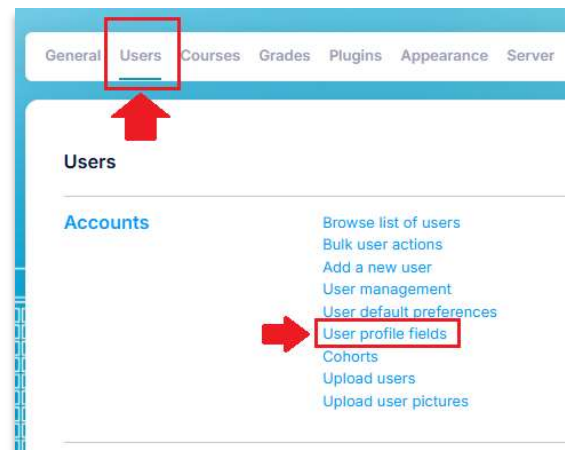 General Users Courses Grades Plugins Appearance Server
Users
Accounts
Browse list of users
Bulk user actions
Add a new user
User management
User default preferences
User profile fields
Cohorts
Upload users
Upload user pictures